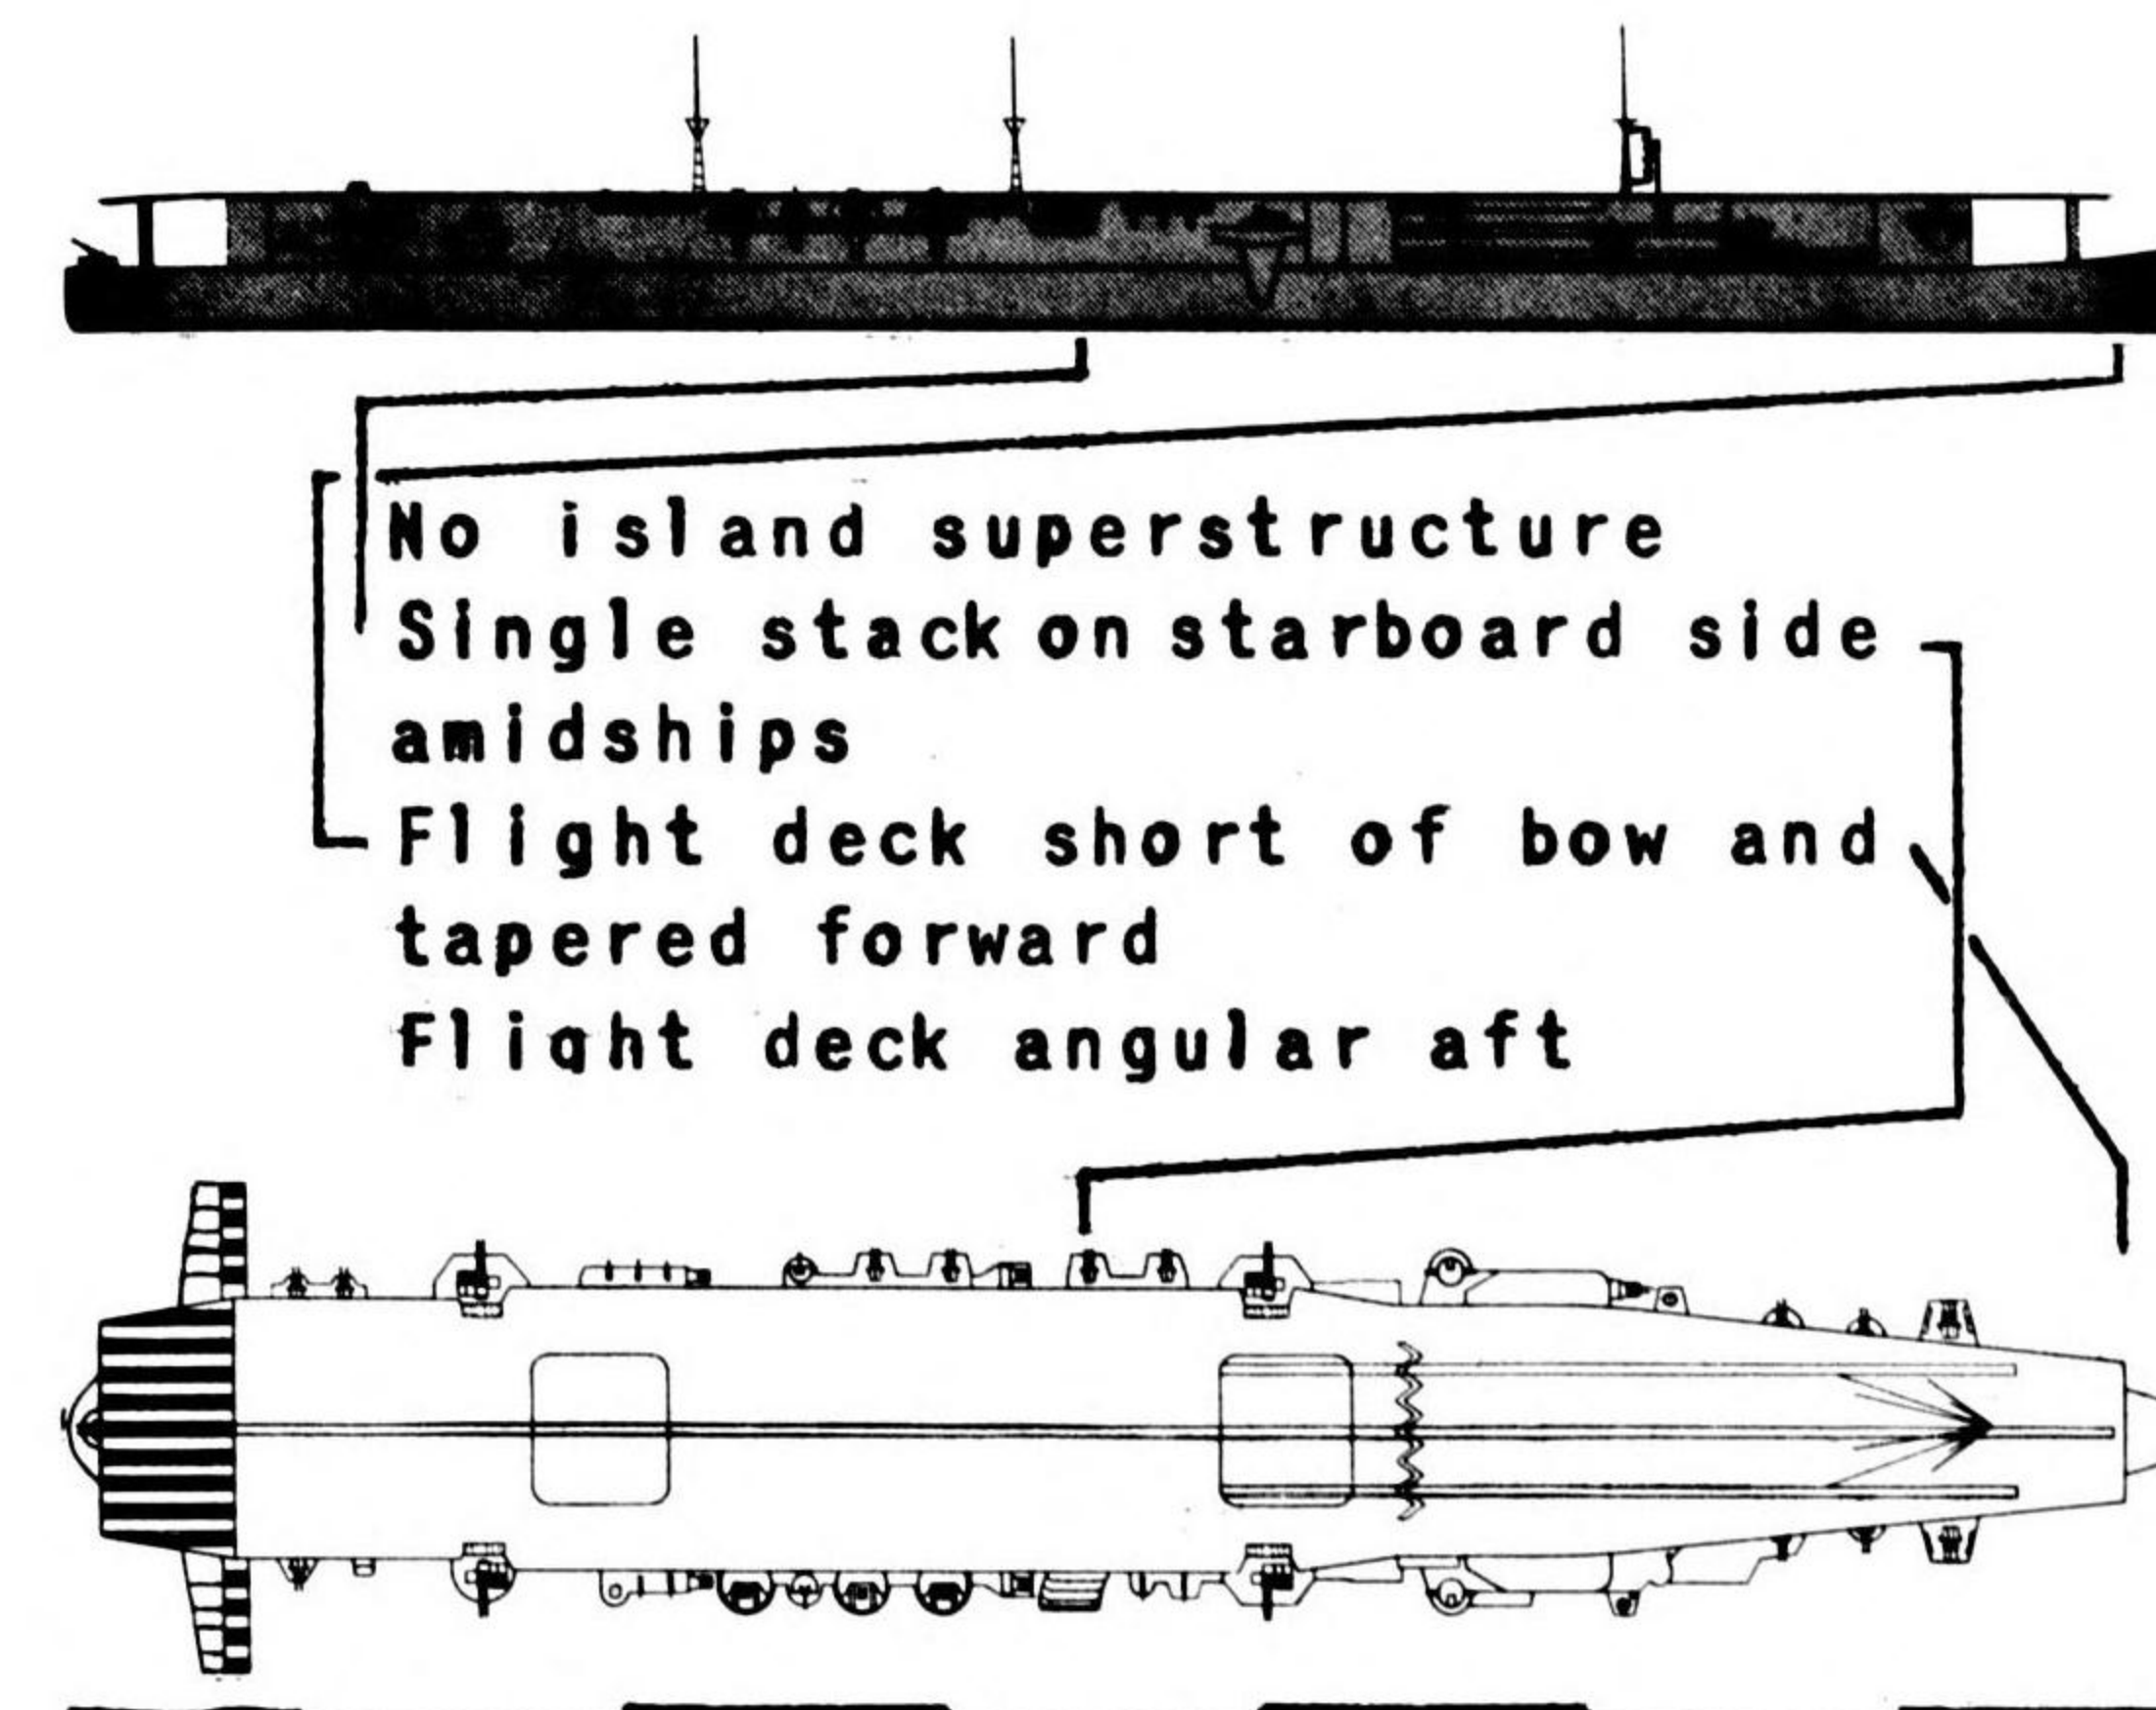 No island superstructure
Single stack on starboard side
amidships
Flight deck short of bow and
tapered forward
Flight deck angular aft